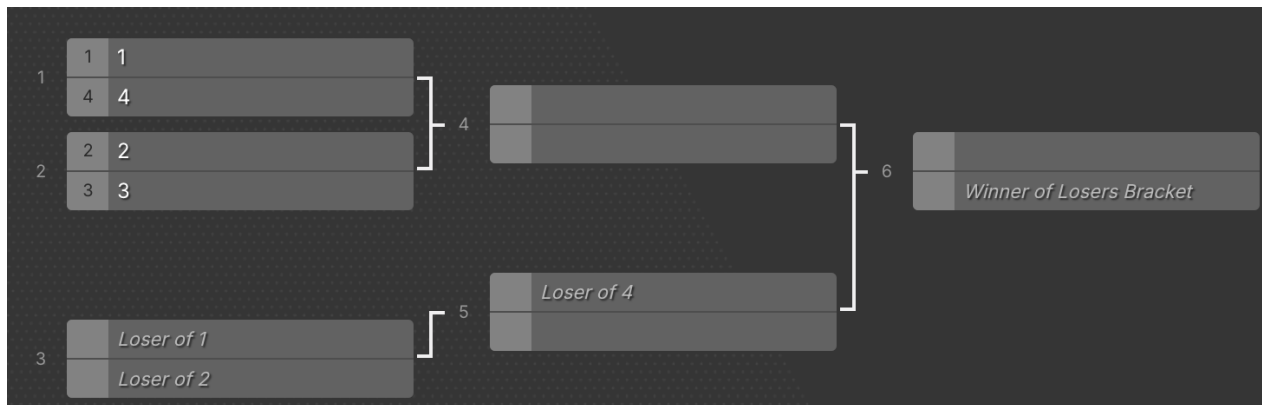 1 1 1
4 4
2 2 2
3 3
4
6
Winner of Losers Bracket
5 Loser of 4
3 Loser of 1
Loser of 2